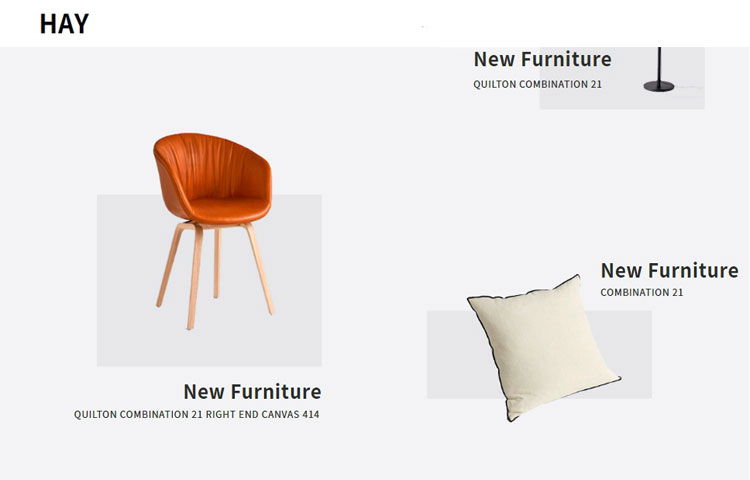 HAY
New Furniture
QUILTON COMBINATION 21
New Furniture
COMBINATION 21
New Furniture
QUILTON COMBINATION 21 RIGHT END CANVAS 414